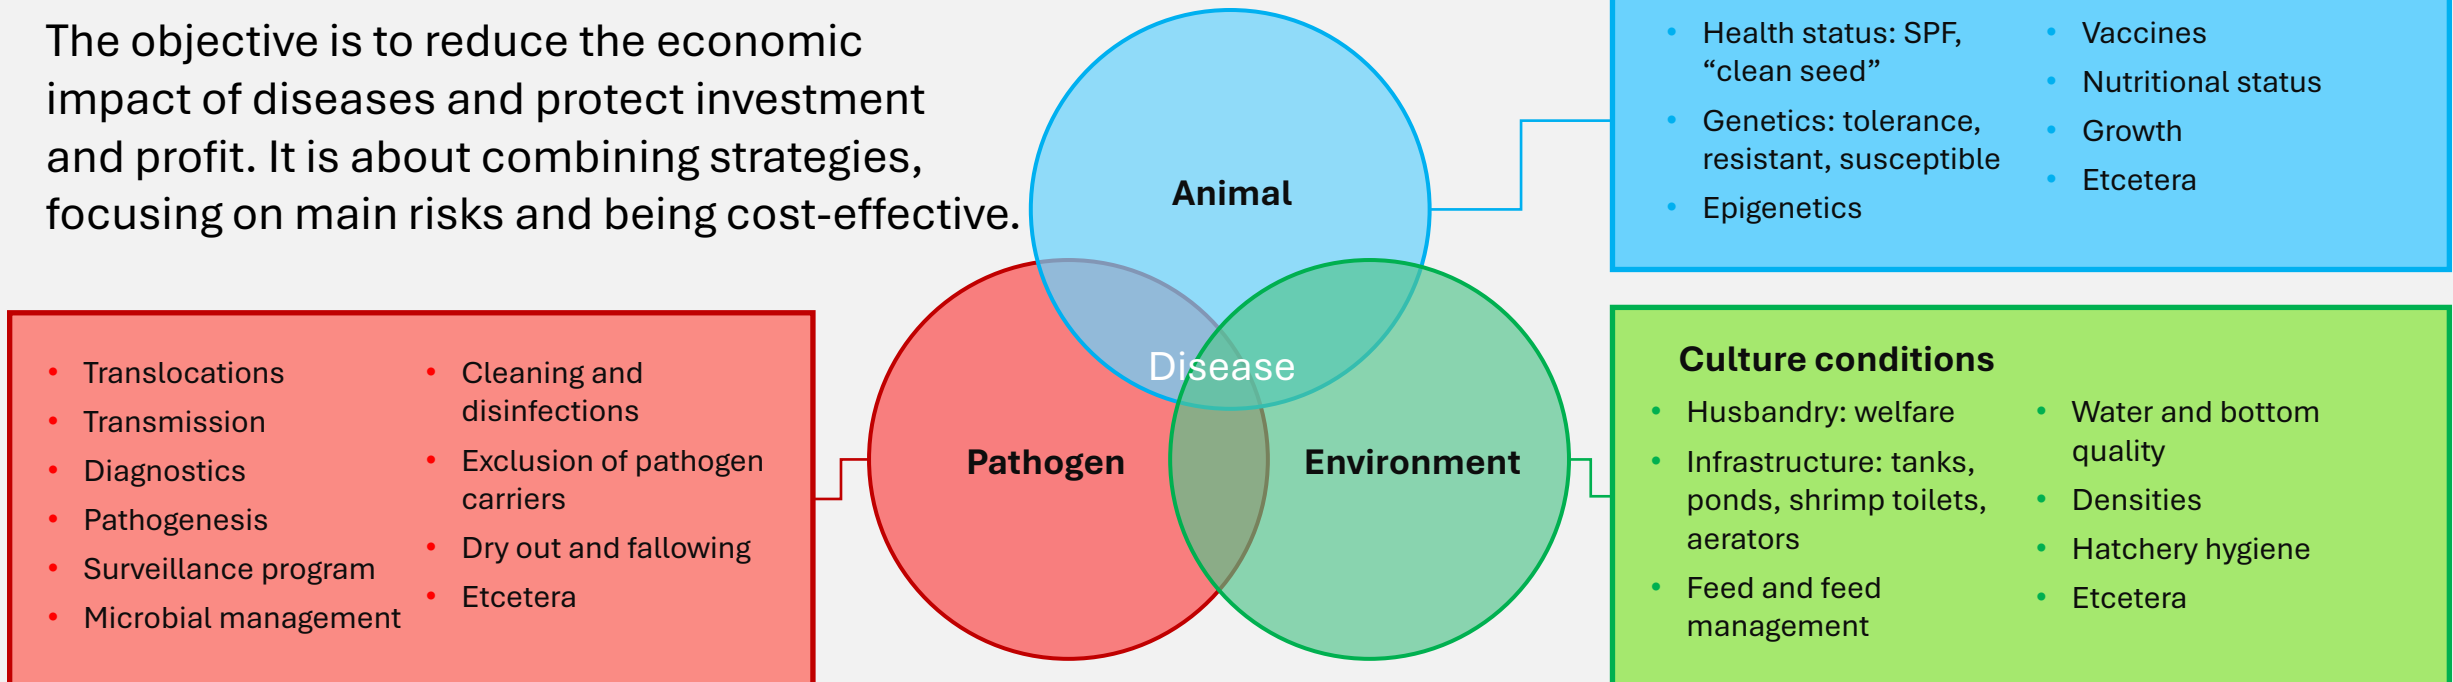 The objective is to reduce the economic
impact of diseases and protect investment
and profit. It is about combining strategies,
focusing on main risks and being cost-effective.
Animal
Pathogen
Environment
Disease
• Health status: SPF,
“clean seed”
• Genetics: tolerance,
resistant, susceptible
• Epigenetics
• Vaccines
• Nutritional status
• Growth
• Etcetera
• Translocations
• Transmission
• Diagnostics
• Pathogenesis
• Surveillance program
• Microbial management
• Cleaning and
disinfections
• Exclusion of pathogen
carriers
• Dry out and fallowing
• Etcetera
Culture conditions
• Husbandry: welfare
• Infrastructure: tanks,
ponds, shrimp toilets,
aerators
• Feed and feed
management
• Water and bottom
quality
• Densities
• Hatchery hygiene
• Etcetera